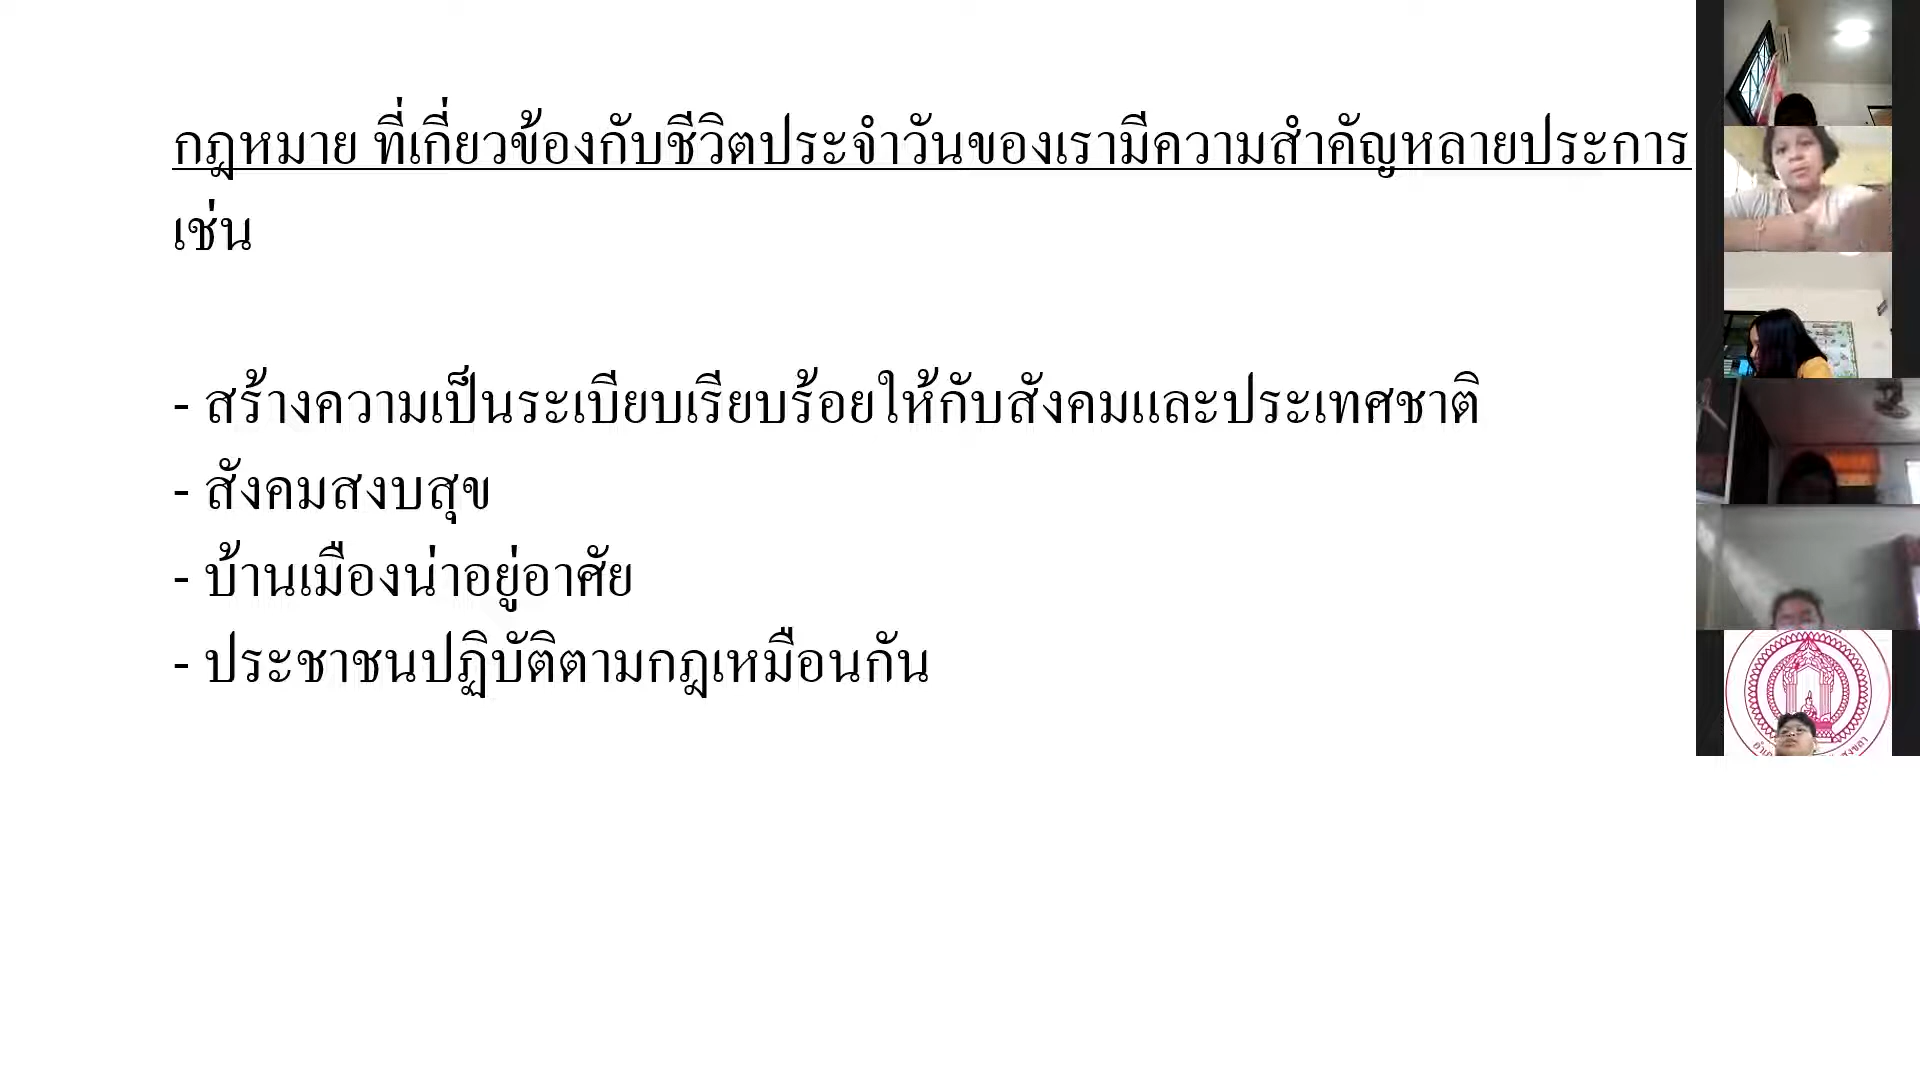 กฎหมาย ที่เกี่ยวข้องกับชีวิตประจำวันของเรามีความสำคัญหลายประการ
เช่น
- สร้างความเป็นระเบียบเรียบร้อยให้กับสังคมและประเทศชาติ
- สังคมสงบสุข
- บ้านเมืองน่าอยู่อาศัย
- ประชาชนปฏิบัติตามกฎเหมือนกัน